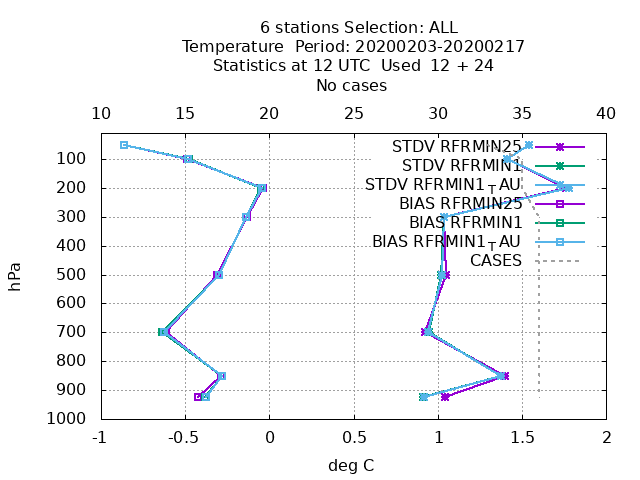 6 stations Selection: ALL
Temperature  Period: 20200203-20200217
Statistics at 12 UTC  Used  12 + 24
No cases
10 15 20 25 30 35 40
STDV RFRMIN25
STDV RFRMIN1
STDV RFRMIN1TAU
BIAS RFRMIN25
BIAS RFRMIN1
BIAS RFRMIN1TAU
CASES
100
200
300
400
500
600
700
800
900
1000
hPa
-1 -0.5 0 0.5 1 1.5 2
deg C